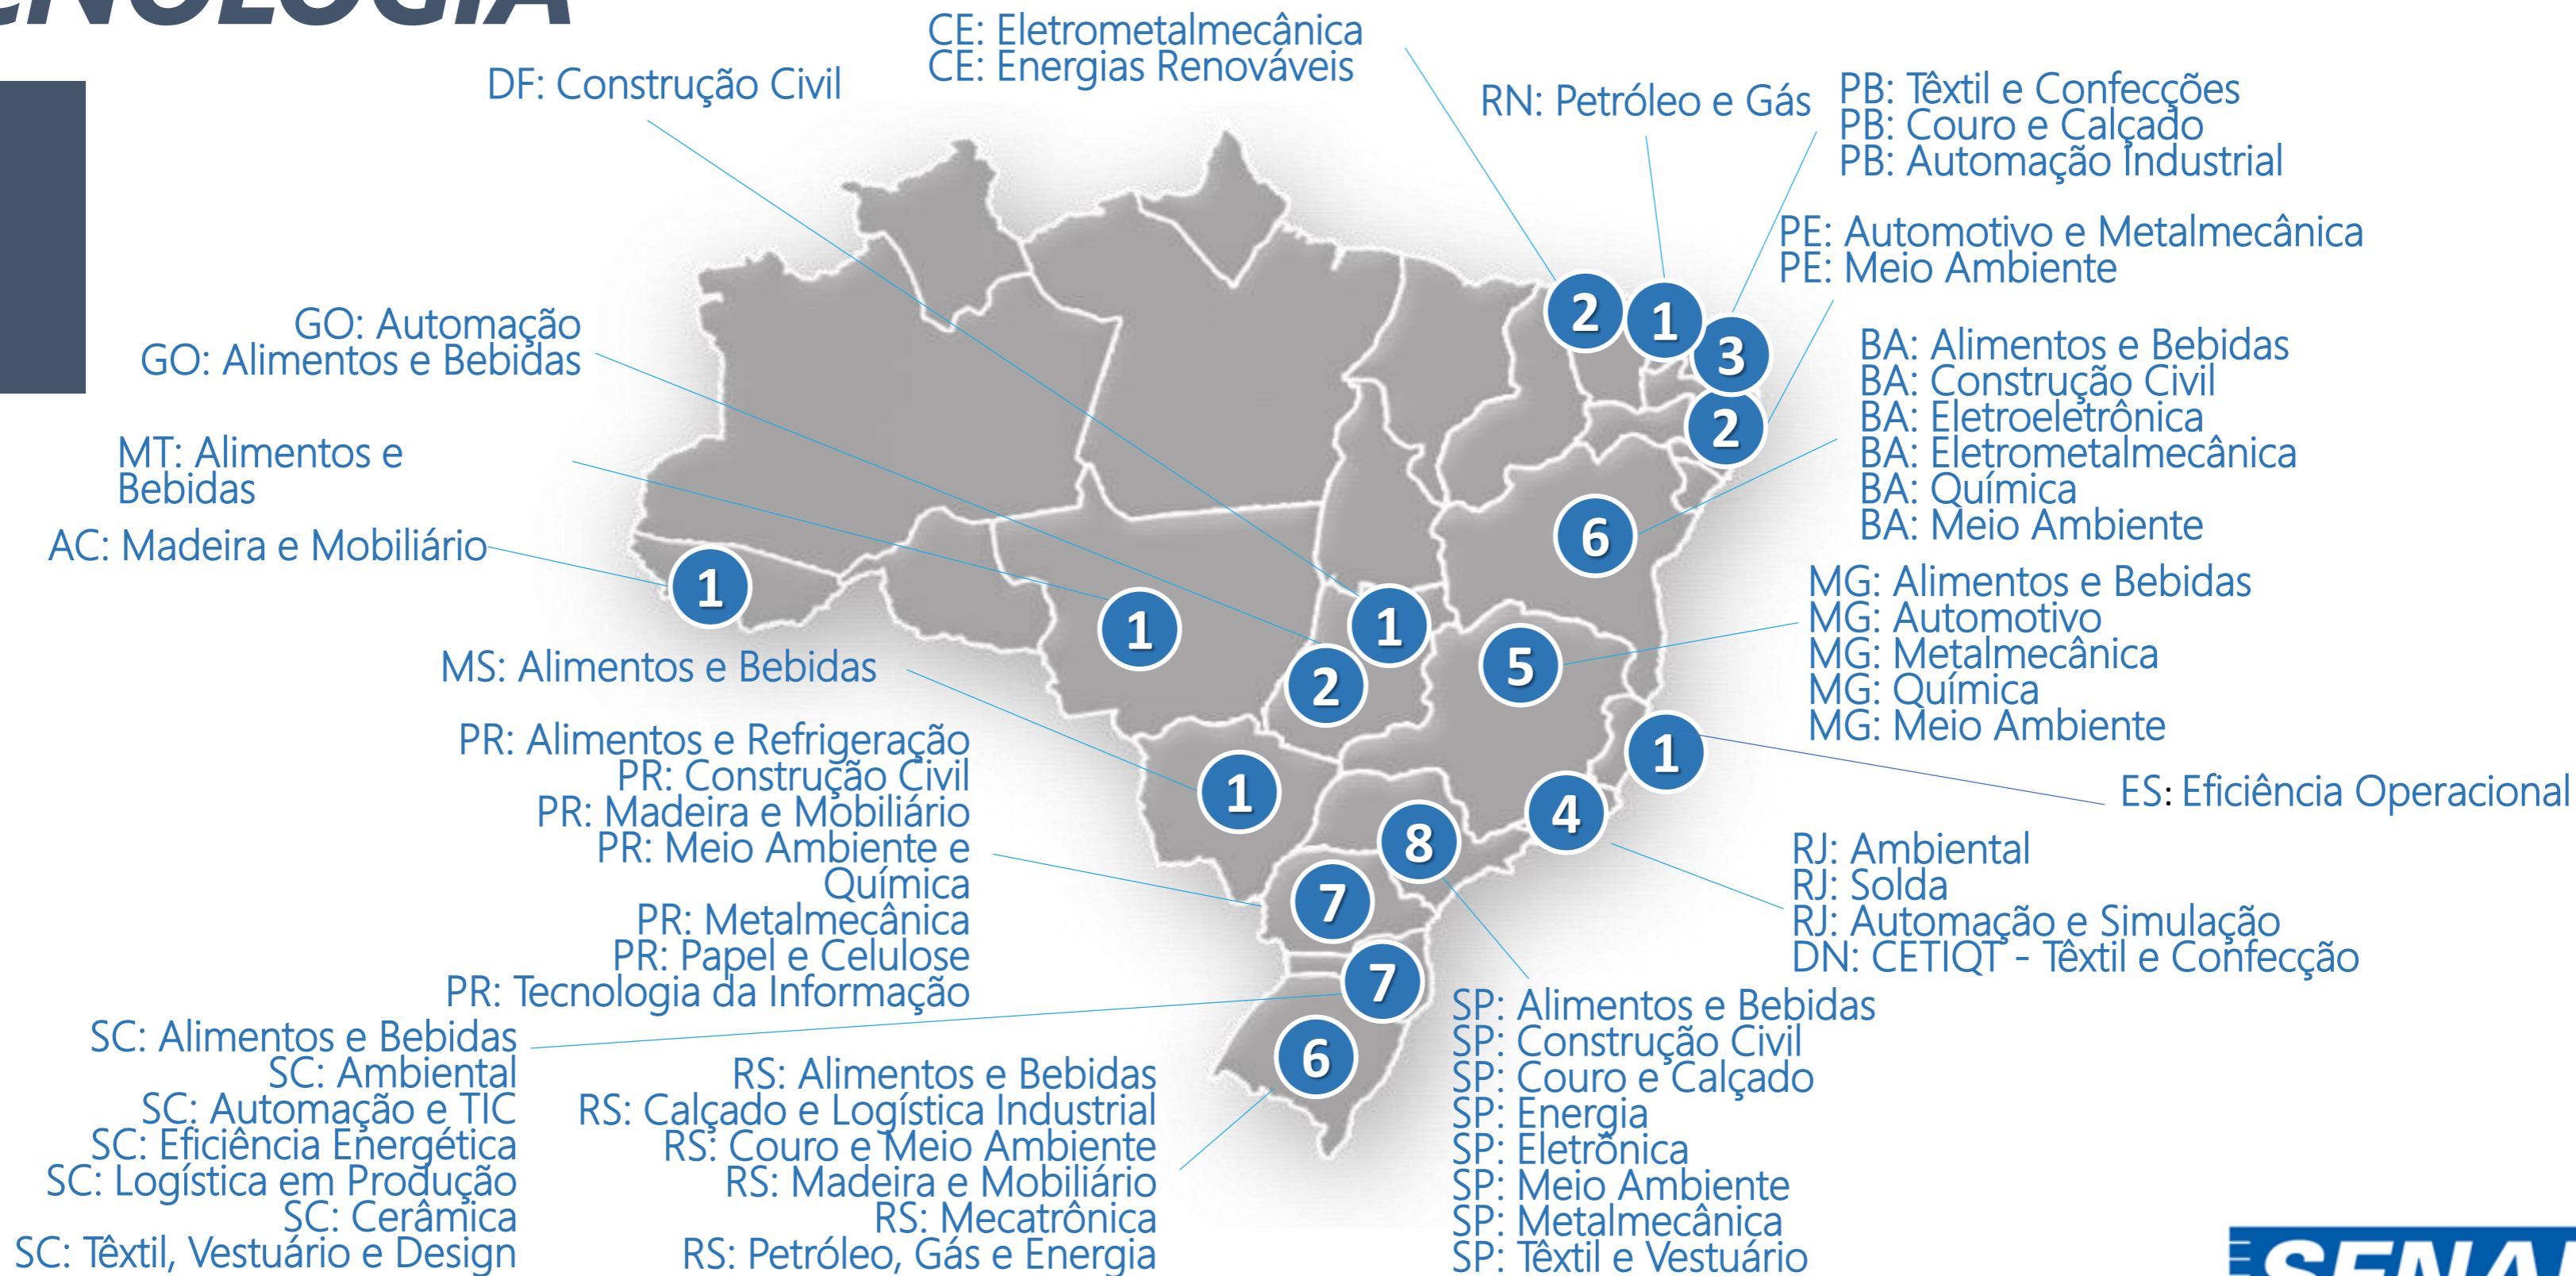 CE: Eletrometalmecânica
CE: Energias Renováveis
DF: Construção Civil
RN: Petróleo e Gás
PB: Têxtil e Confecções
PB: Couro e Calçado
PB: Automação Industrial
PE: Automotivo e Metalmecânica
PE: Meio Ambiente
GO: Automação
GO: Alimentos e Bebidas
BA: Alimentos e Bebidas
BA: Construção Civil
BA: Eletroeletrônica
BA: Eletrometalmecânica
BA: Química
BA: Meio Ambiente
MT: Alimentos e
Bebidas
AC: Madeira e Mobiliário
MG: Alimentos e Bebidas
MG: Automotivo
MG: Metalmecânica
MG: Química
MG: Meio Ambiente
MS: Alimentos e Bebidas
ES: Eficiência Operacional
PR: Alimentos e Refrigeração
PR: Construção Civil
PR: Madeira e Mobiliário
PR: Meio Ambiente e
Química
PR: Metalmecânica
PR: Papel e Celulose
PR: Tecnologia da Informação
RJ: Ambiental
RJ: Solda
RJ: Automação e Simulação
DN: CETIQT - Têxtil e Confecção
SC: Alimentos e Bebidas
SC: Ambiental
SC: Automação e TIC
SC: Eficiência Energética
SC: Logística em Produção
SC: Cerâmica
SC: Têxtil, Vestuário e Design
RS: Alimentos e Bebidas
RS: Calçado e Logística Industrial
RS: Couro e Meio Ambiente
RS: Madeira e Mobiliário
RS: Mecatrônica
RS: Petróleo, Gás e Energia
SP: Alimentos e Bebidas
SP: Construção Civil
SP: Couro e Calçado
SP: Energia
SP: Eletrônica
SP: Meio Ambiente
SP: Metalmecânica
SP: Têxtil e Vestuário
2
1
3
2
6
1
1
1
2
5
1
1
4
8
7
7
6